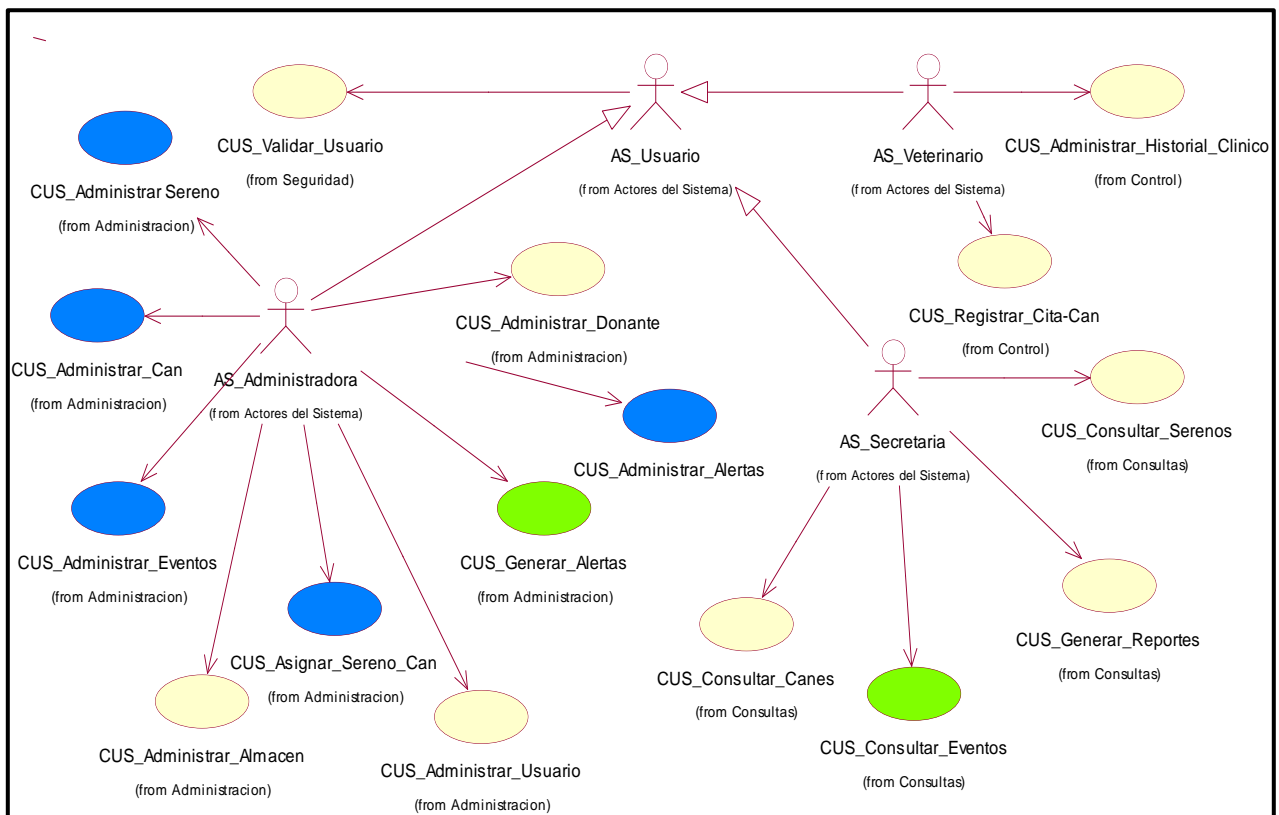 CUS_Validar_Usuario
(from Seguridad)
AS_Usuario
(from Actores del Sistema)
AS_Veterinario
(from Actores del Sistema)
CUS_Administrar_Historial_Clinico
(from Control)
CUS_Administrar Sereno
(from Administracion)
CUS_Administrar_Donante
(from Administracion)
CUS_Registrar_Cita-Can
(from Control)
CUS_Administrar_Can
(from Administracion)
AS_Administradora
(from Actores del Sistema)
CUS_Administrar_Alertas
AS_Secretaria
(from Actores del Sistema)
CUS_Consultar_Serenos
(from Consultas)
CUS_Administrar_Eventos
(from Administracion)
CUS_Generar_Alertas
(from Administracion)
CUS_Asignar_Sereno_Can
(from Administracion)
CUS_Generar_Reportes
(from Consultas)
CUS_Consultar_Canes
(from Consultas)
CUS_Administrar_Almacen
(from Administracion)
CUS_Administrar_Usuario
(from Administracion)
CUS_Consultar_Eventos
(from Consultas)